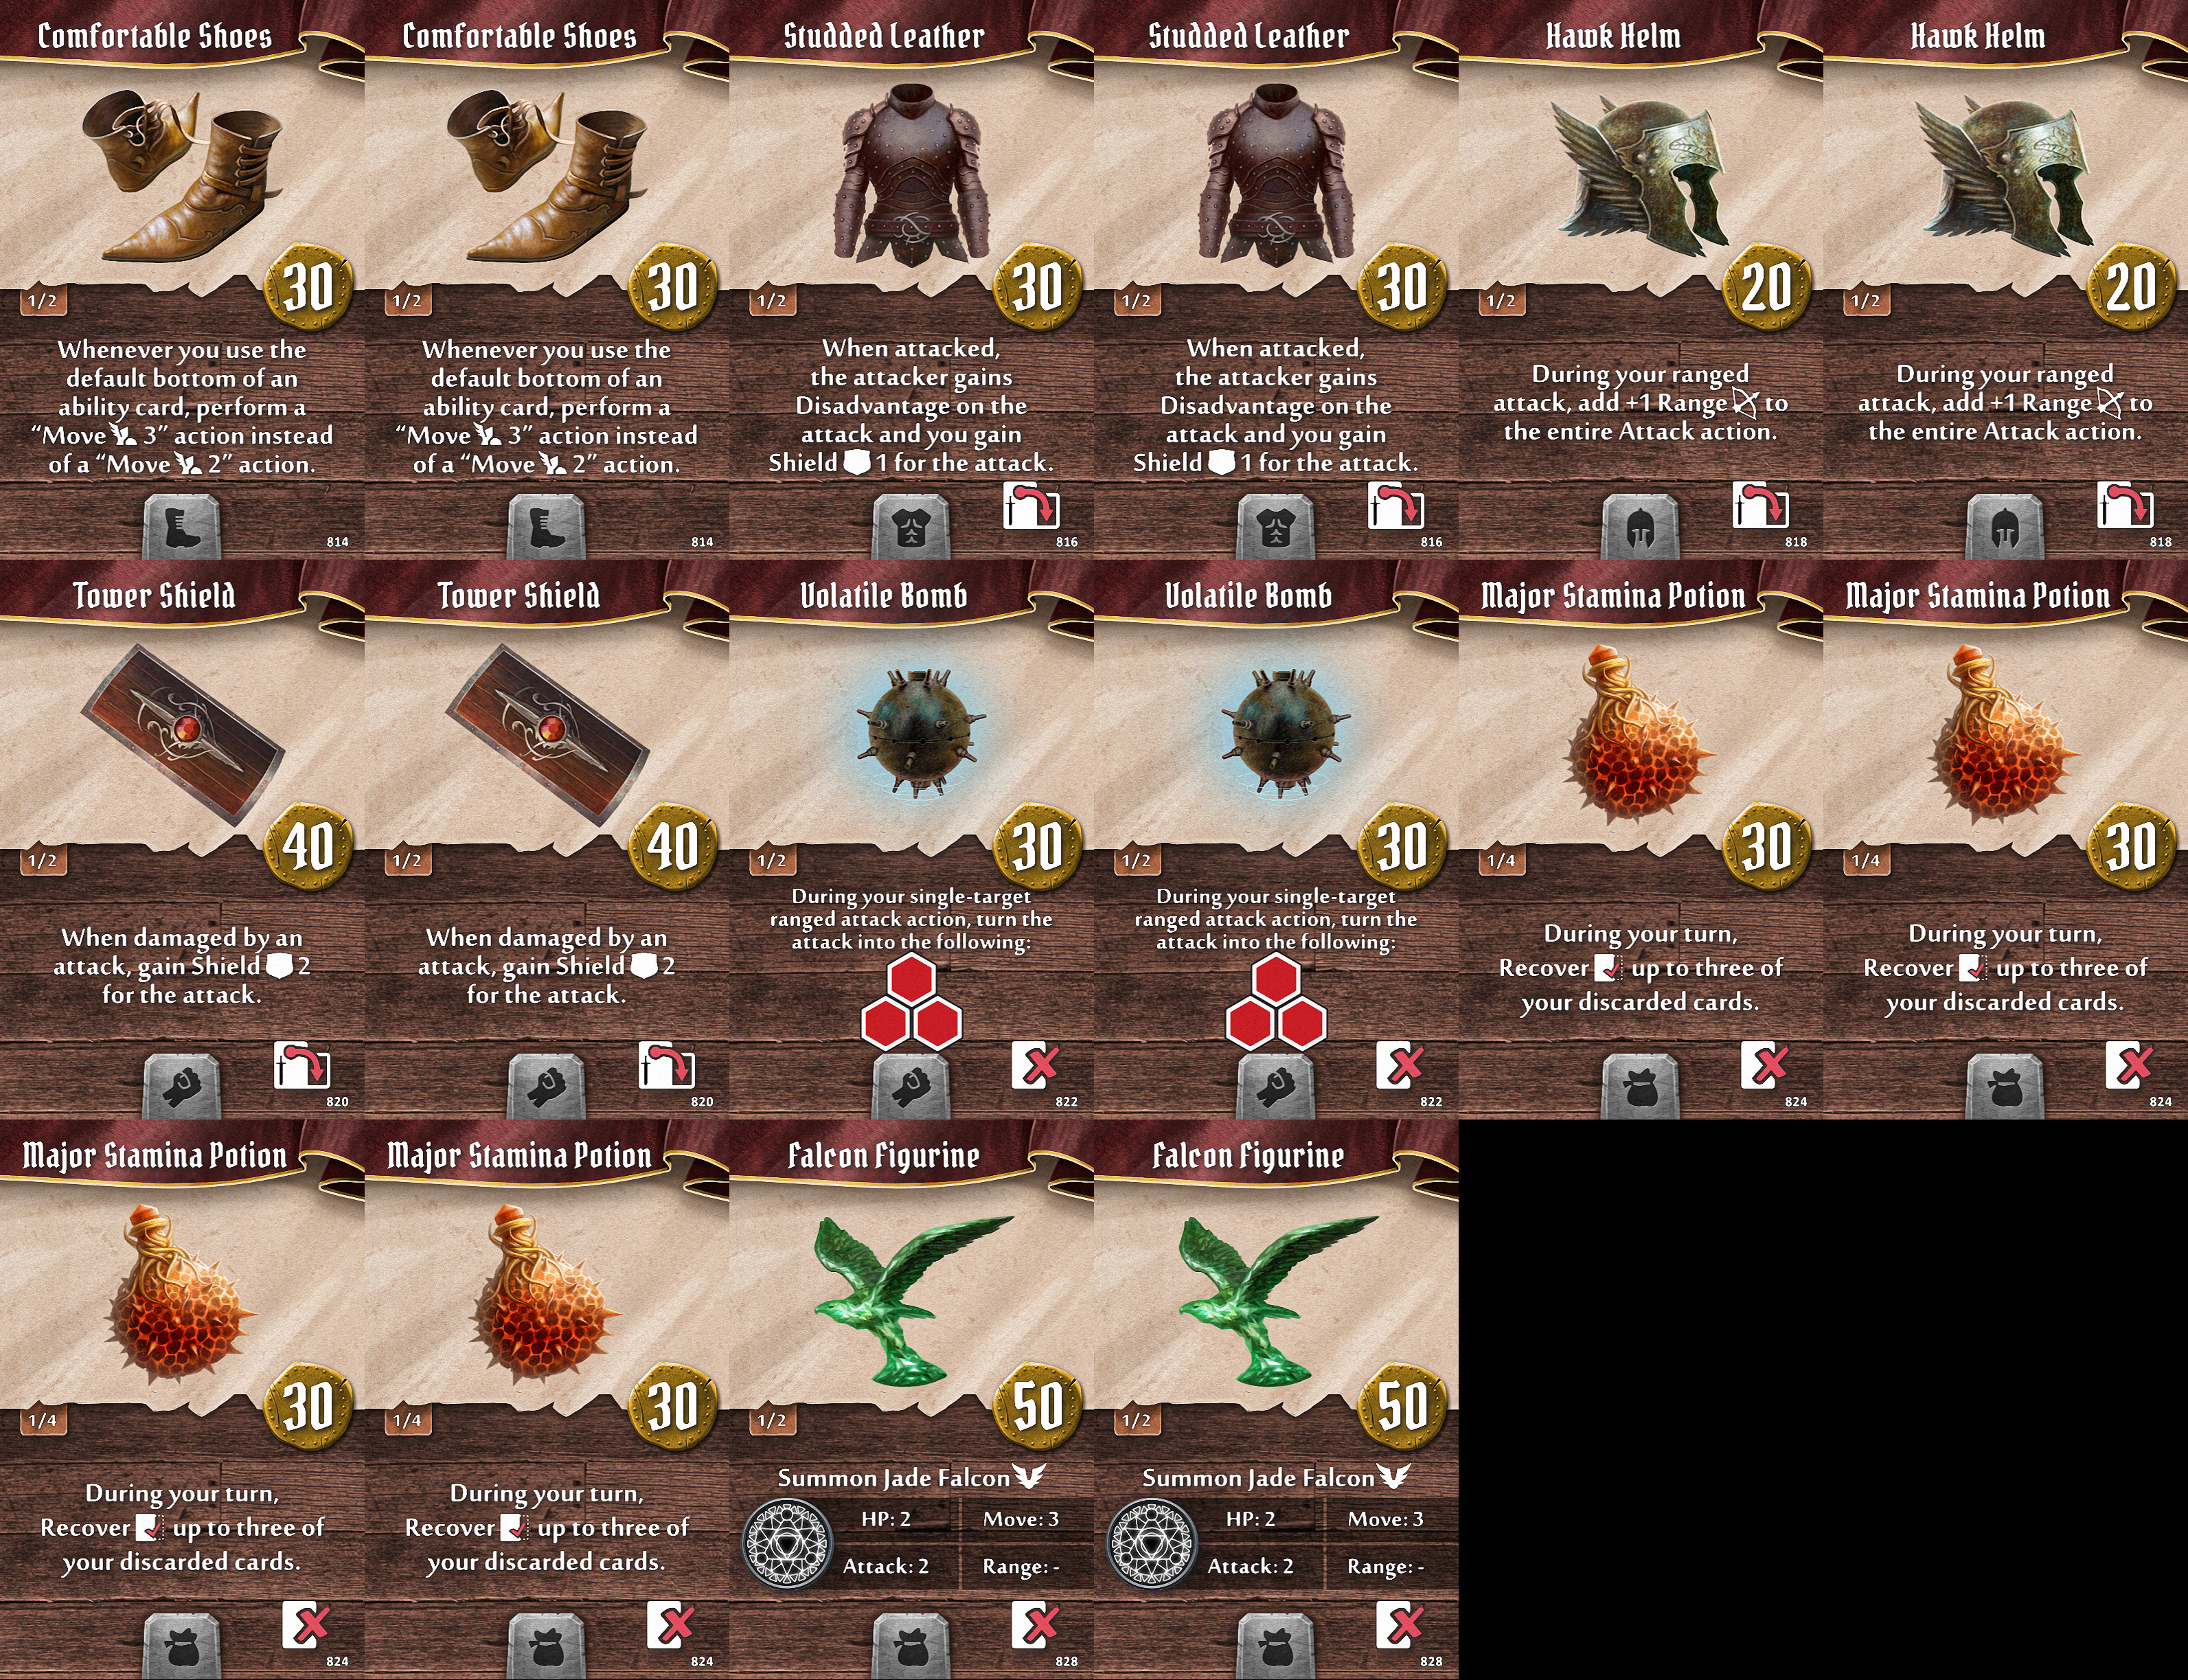 Comfortable Shoes
30
1/2
Whenever you use the
default bottom of an
ability card, perform a
“Move 3” action instead
of a “Move 2” action.
814
Comfortable Shoes
30
1/2
Whenever you use the
default bottom of an
ability card, perform a
“Move 3” action instead
of a “Move 2” action.
814
Studded Leather
30
1/2
When attacked,
the attacker gains
Disadvantage on the
attack and you gain
Shield 1 for the attack.
816
Studded Leather
30
1/2
When attacked,
the attacker gains
Disadvantage on the
attack and you gain
Shield 1 for the attack.
816
Hawk Helm
20
1/2
During your ranged
attack, add +1 Range to
the entire Attack action.
818
Hawk Helm
20
1/2
During your ranged
attack, add +1 Range to
the entire Attack action.
818
Tower Shield
40
1/2
When damaged by an
attack, gain Shield 2
for the attack.
820
Tower Shield
40
1/2
When damaged by an
attack, gain Shield 2
for the attack.
820
Volatile Bomb
30
1/2
During your single-target
ranged attack action, turn the
attack into the following:
822
Volatile Bomb
30
1/2
During your single-target
ranged attack action, turn the
attack into the following:
822
Major Stamina Potion
30
1/4
During your turn,
Recover up to three of
your discarded cards.
824
Major Stamina Potion
30
1/4
During your turn,
Recover up to three of
your discarded cards.
824
Major Stamina Potion
30
1/4
During your turn,
Recover up to three of
your discarded cards.
824
Major Stamina Potion
30
1/4
During your turn,
Recover up to three of
your discarded cards.
824
Falcon Figurine
50
1/2
Summon Jade Falcon
HP: 2 Move: 3
Attack: 2 Range: -
828
Falcon Figurine
50
1/2
Summon Jade Falcon
HP: 2 Move: 3
Attack: 2 Range: -
828